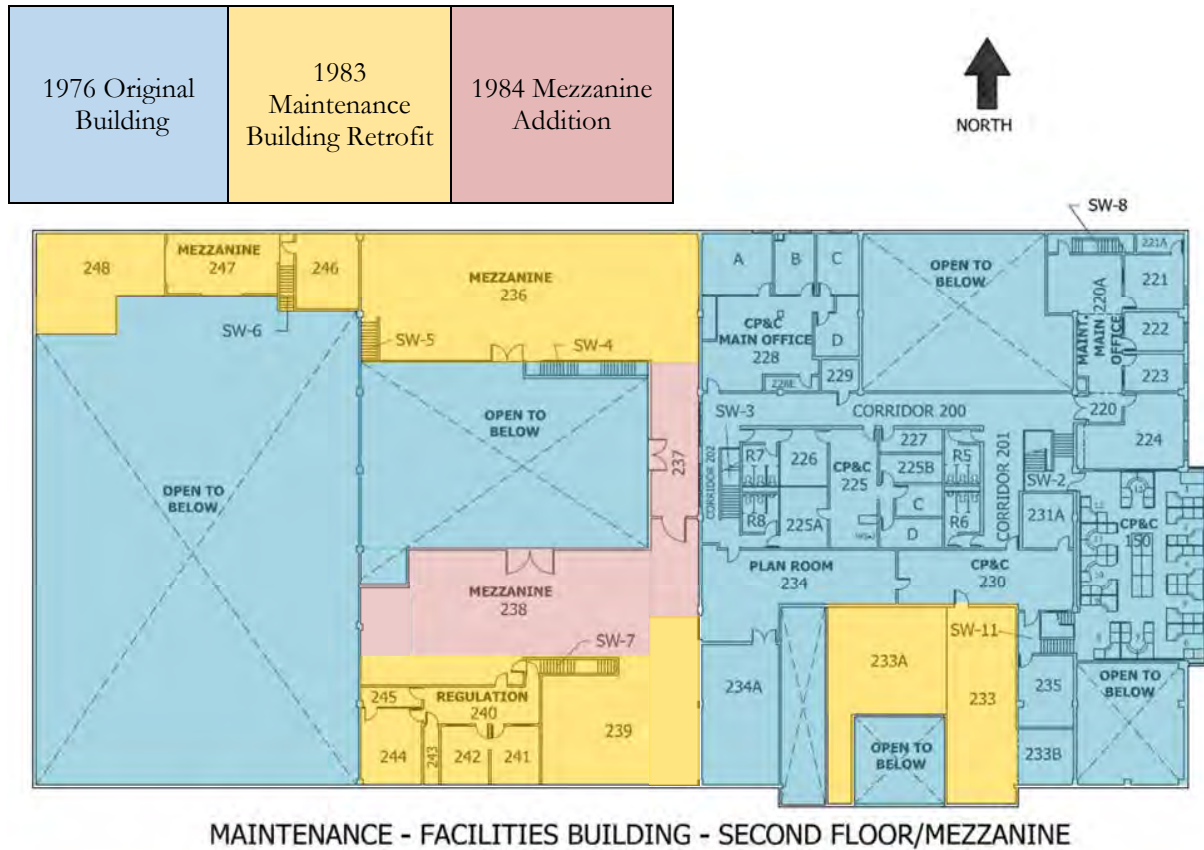 1976 Original
Building
1983
Maintenance
Building Retrofit
1984 Mezzanine
Addition
NORTH
SW-8
248
MEZZANINE
247
246
MEZZANINE
236
A
B
C
OPEN TO
BELOW
221A
221
220A
SW-6
SW-5
SW-4
CP&C
MAIN OFFICE
228
D
MAINT.
MAIN
OFFICE
222
223
228E
229
OPEN TO
BELOW
SW-3
CORRIDOR 200
220
224
237
CORRIDOR 202
R7
226
CP&C
225
227
225B
R5
CORRIDOR 201
SW-2
OPEN TO
BELOW
R8
225A
C
D
R6
231A
CP&C
150
PLAN ROOM
234
CP&C
230
MEZZANINE
238
SW-7
SW-11
233A
233
234A
235
OPEN TO
BELOW
245
REGULATION
240
239
244
243
242
241
OPEN TO
BELOW
233B
MAINTENANCE - FACILITIES BUILDING - SECOND FLOOR/MEZZANINE